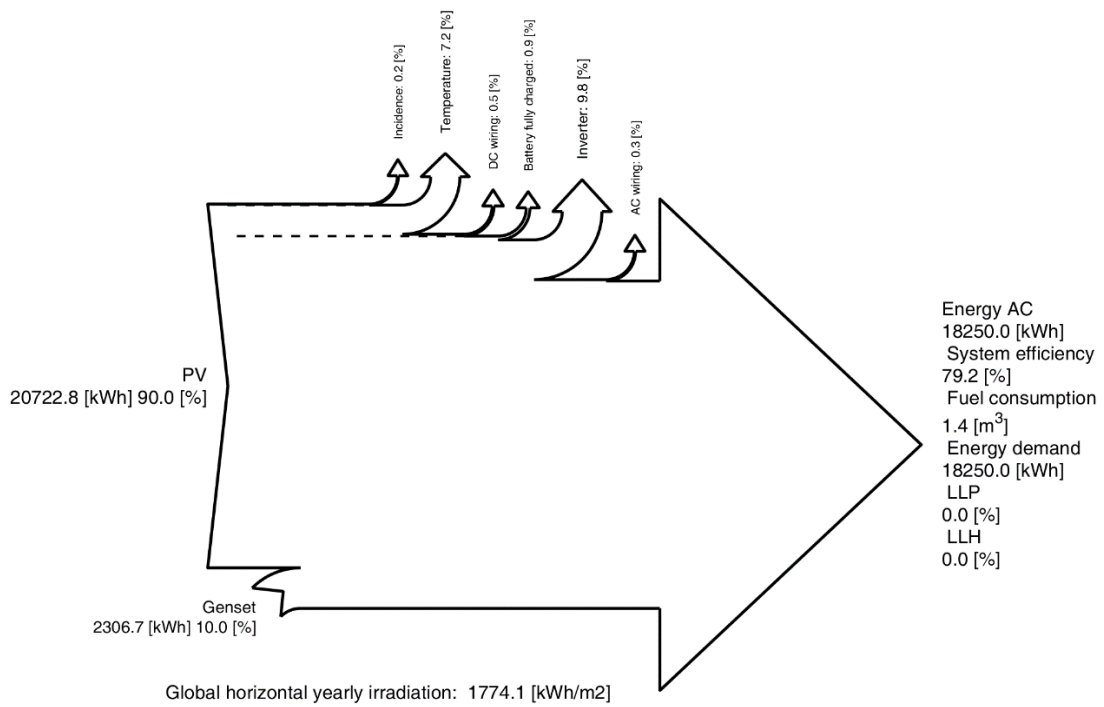 Incidence: 0.2 [%]
Temperature: 7.2 [%]
DC wiring: 0.5 [%]
Battery fully charged: 0.9 [%]
Inverter: 9.8 [%]
AC wiring: 0.3 [%]
PV
20722.8 [kWh] 90.0 [%]
Genset
2306.7 [kWh] 10.0 [%]
Energy AC
18250.0 [kWh]
System efficiency
79.2 [%]
Fuel consumption
1.4 [m³]
Energy demand
18250.0 [kWh]
LLP
0.0 [%]
LLH
0.0 [%]
Global horizontal yearly irradiation: 1774.1 [kWh/m2]